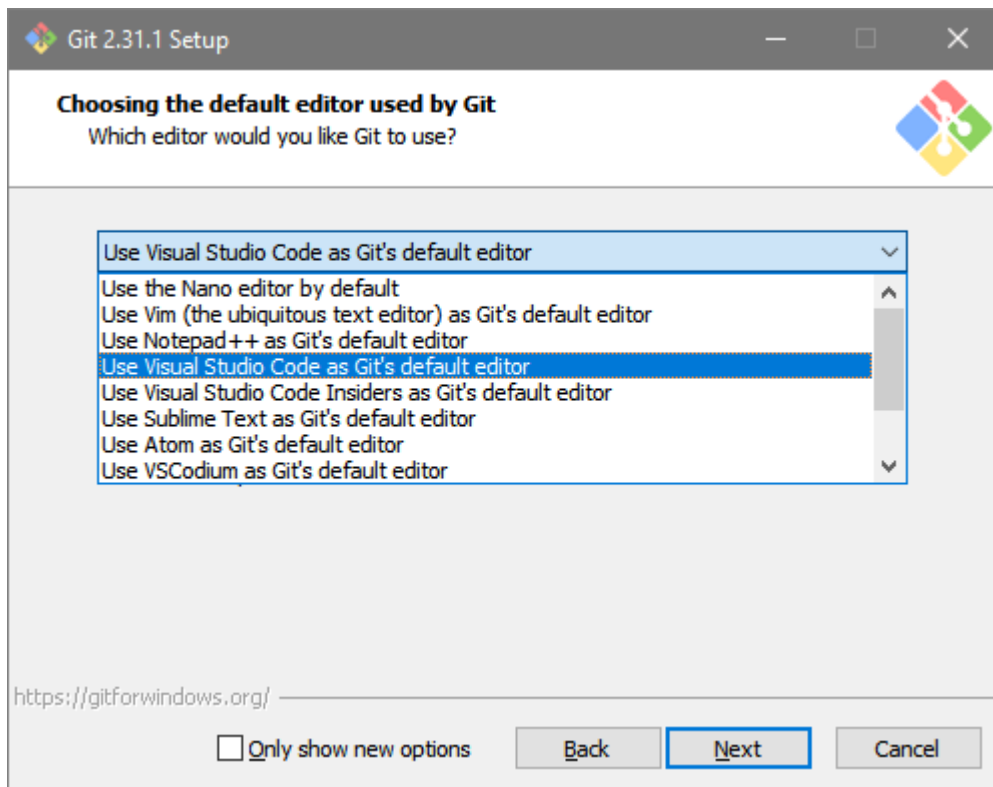 Git 2.31.1 Setup
Choosing the default editor used by Git
Which editor would you like Git to use?
Use Visual Studio Code as Git's default editor
Use the Nano editor by default
Use Vim (the ubiquitous text editor) as Git's default editor
Use Notepad++ as Git's default editor
Use Visual Studio Code as Git's default editor
Use Visual Studio Code Insiders as Git's default editor
Use Sublime Text as Git's default editor
Use Atom as Git's default editor
Use VSCodium as Git's default editor
https://gitforwindows.org/
Only show new options Back Next Cancel